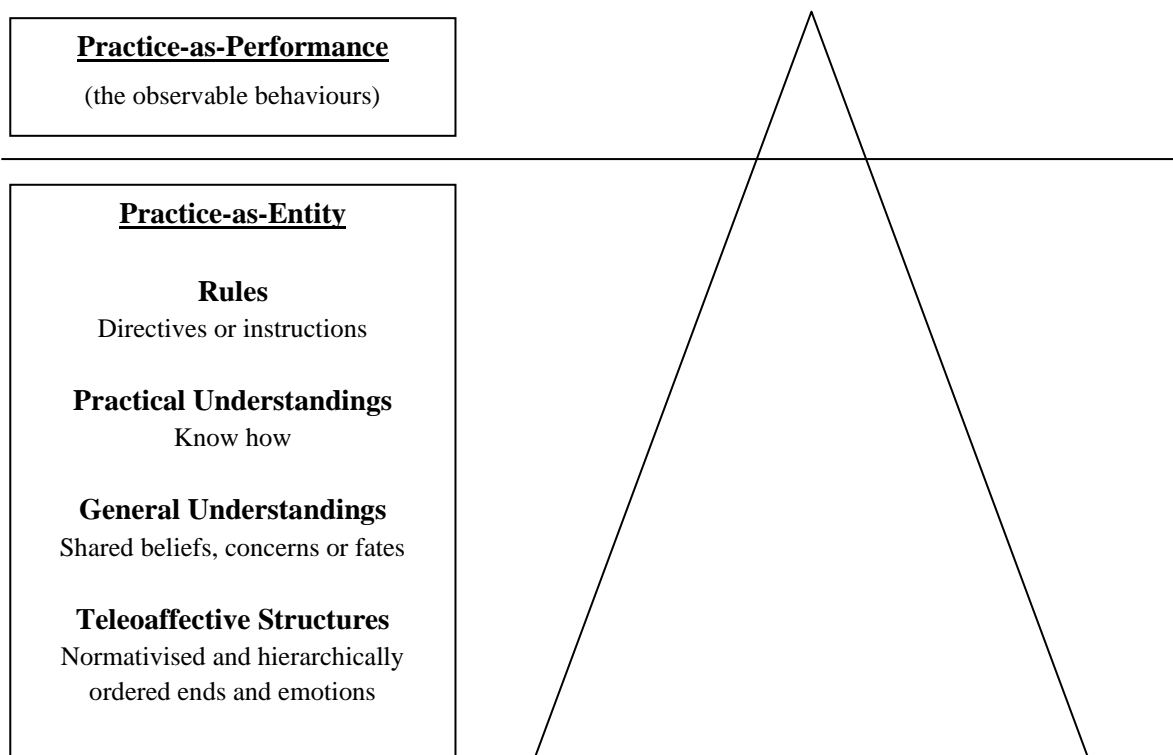 Practice-as-Performance
(the observable behaviours)
Practice-as-Entity
Rules
Directives or instructions
Practical Understandings
Know how
General Understandings
Shared beliefs, concerns or fates
Teleoaffective Structures
Normativised and hierarchically
ordered ends and emotions